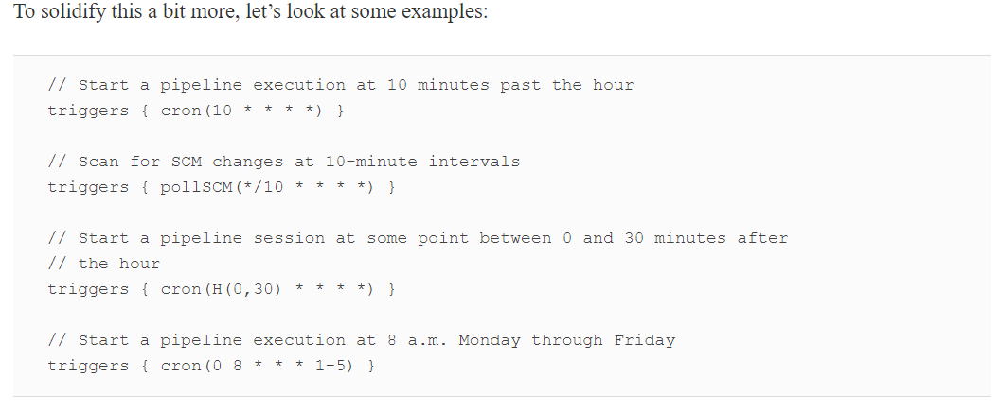 To solidify this a bit more, let’s look at some examples:
// Start a pipeline execution at 10 minutes past the hour
triggers { cron(10 * * * *) }
// Scan for SCM changes at 10-minute intervals
triggers { pollSCM(*/10 * * * *) }
// Start a pipeline session at some point between 0 and 30 minutes after
// the hour
triggers { cron(H(0,30) * * * *) }
// Start a pipeline execution at 8 a.m. Monday through Friday
triggers { cron(0 8 * * * 1-5) }